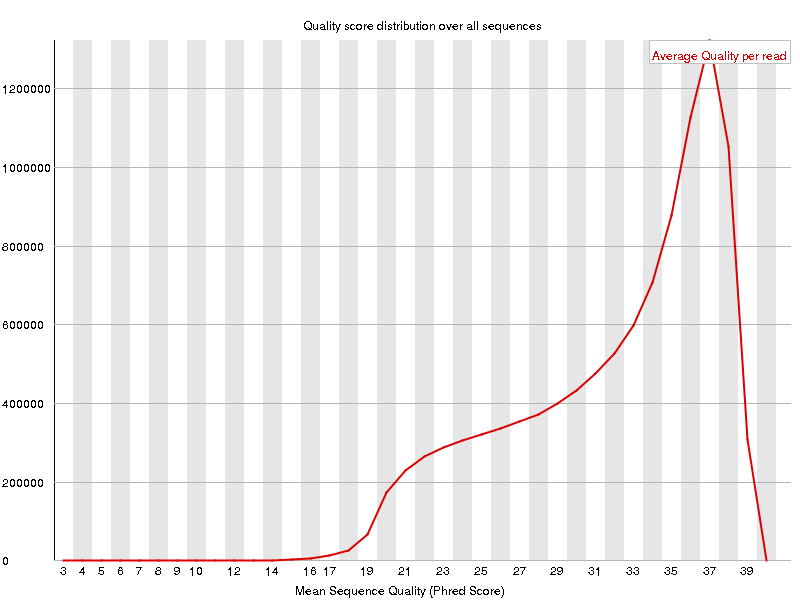 Quality score distribution over all sequences
Average Quality per read
1200000
1000000
800000
600000
400000
200000
0
3 4 5 6 7 8 9 10 12 14 16 17 19 21 23 25 27 29 31 33 35 37 39
Mean Sequence Quality (Phred Score)